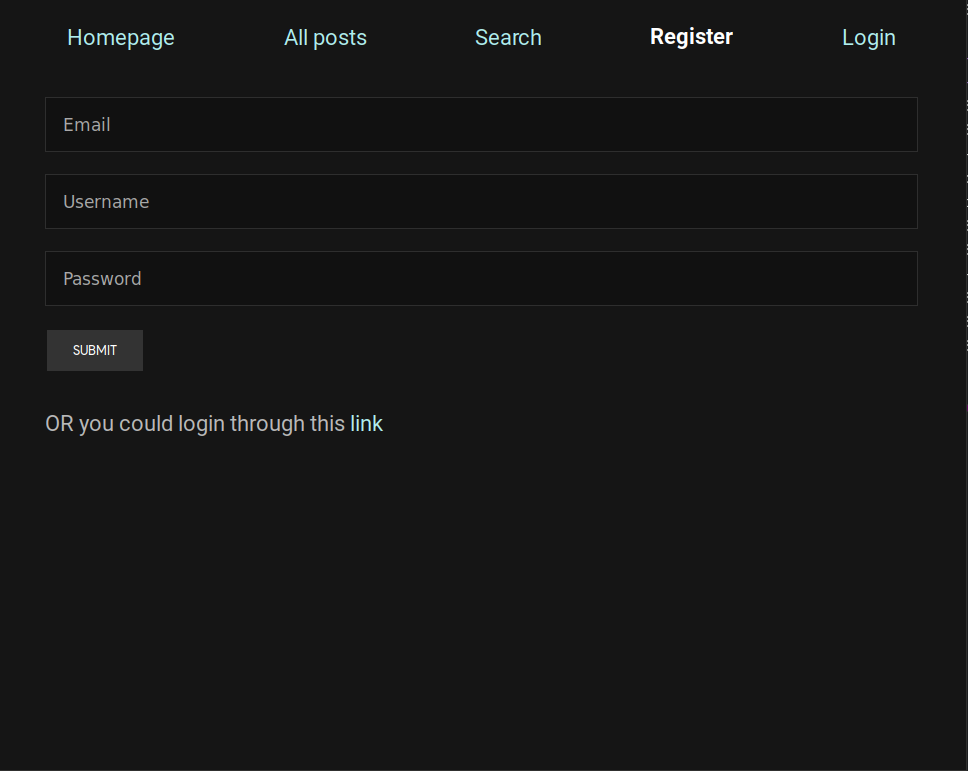 Homepage All posts Search Register Login
Email
Username
Password
SUBMIT
OR you could login through this link